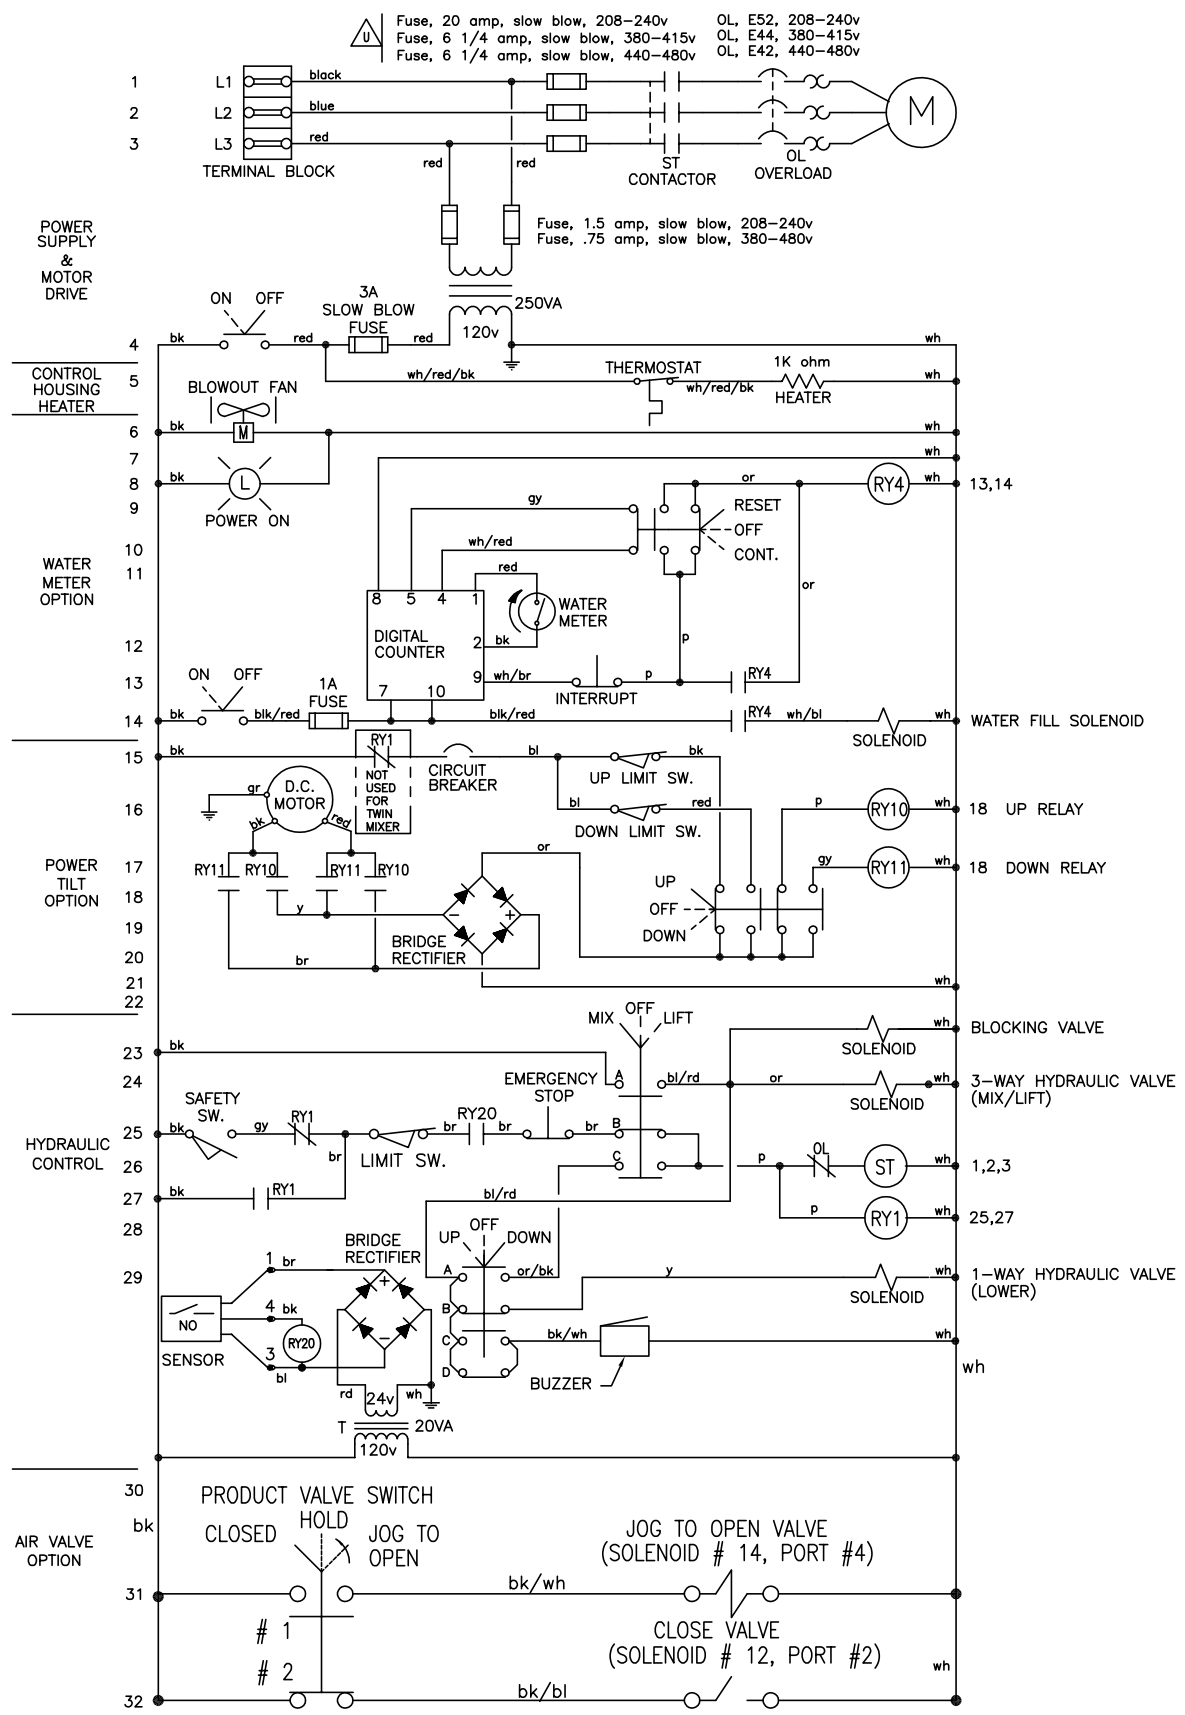 U
Fuse, 20 amp, slow blow, 208-240v
Fuse, 6 1/4 amp, slow blow, 380-415v
Fuse, 6 1/4 amp, slow blow, 440-480v
OL, E52, 208-240v
OL, E44, 380-415v
OL, E42, 440-480v
1 L1 black
2 L2 blue
M
3 L3 red
TERMINAL BLOCK
red
red
ST
CONTACTOR
OL
OVERLOAD
POWER
SUPPLY
&
MOTOR
DRIVE
Fuse, 1.5 amp, slow blow, 208-240v
Fuse, .75 amp, slow blow, 380-480v
250VA
120v
ON OFF
3A
SLOW BLOW
FUSE
4 bk red red wh
CONTROL
HOUSING
HEATER
5 wh/red/bk
THERMOSTAT
wh/red/bk
1K ohm
HEATER
wh
BLOWOUT FAN
6 bk M wh
7 wh
8 bk L or RY4 wh 13,14
POWER ON
9 gy
RESET
OFF
CONT.
10 wh/red
11 red
WATER
METER
OPTION
8 5 4 1
DIGITAL
COUNTER
2
9
7 10
WATER
METER
or
12 bk p
13 wh/br
INTERRUPT
p RY4
ON OFF
1A
FUSE
14 bk blk/red blk/red RY4 wh/bl
SOLENOID
wh WATER FILL SOLENOID
15 bk
RY1
NOT
USED
FOR
TWIN
MIXER
CIRCUIT
BREAKER
bl
UP LIMIT SW.
bk
gr
D.C.
MOTOR
bk red
16 bl
DOWN LIMIT SW.
red p RY10 wh 18 UP RELAY
POWER
TILT
OPTION
17 RY11 RY10 RY11 RY10 or gy RY11 wh 18 DOWN RELAY
18
UP
OFF
DOWN
y
- +
19
BRIDGE
RECTIFIER
20 br
21 wh
22
MIX OFF LIFT
SOLENOID
wh BLOCKING VALVE
23 bk
24 A bl/rd or
SOLENOID
wh 3-WAY HYDRAULIC VALVE
(MIX/LIFT)
EMERGENCY
STOP
HYDRAULIC
CONTROL
SAFETY
SW.
25 bk gy RY1
br
LIMIT SW.
br RY20 br br B
26 C p OL ST wh 1,2,3
27 bk RY1 bl/rd
p RY1 wh 25,27
28
UP OFF DOWN
BRIDGE
RECTIFIER
+
-
29 1 br
A or/bk y
SOLENOID
wh 1-WAY HYDRAULIC VALVE
(LOWER)
NO
SENSOR
4 bk
RY20
3
bl
B
C bk/wh wh
D
BUZZER
wh
rd 24v wh
T 20VA
120v
30
PRODUCT VALVE SWITCH
bk
AIR VALVE
OPTION
CLOSED HOLD JOG TO
OPEN
JOG TO OPEN VALVE
(SOLENOID # 14, PORT #4)
31 bk/wh
# 1
CLOSE VALVE
(SOLENOID # 12, PORT #2)
# 2
wh
32 bk/bl